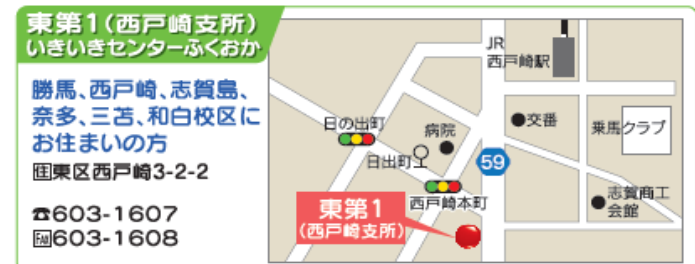 東第1(西戸崎支所)
いきいきセンターふくおか
勝馬、西戸崎、志賀島、
奈多、三苫、和白校区に
お住まいの方
住東区西戸崎3-2-2
☎603-1607
FAX603-1608
JR
西戸崎駅
日の出町
病院
交番
乗馬クラブ
日出町
59
西戸崎本町
東第1
(西戸崎支所)
志賀商工
会館